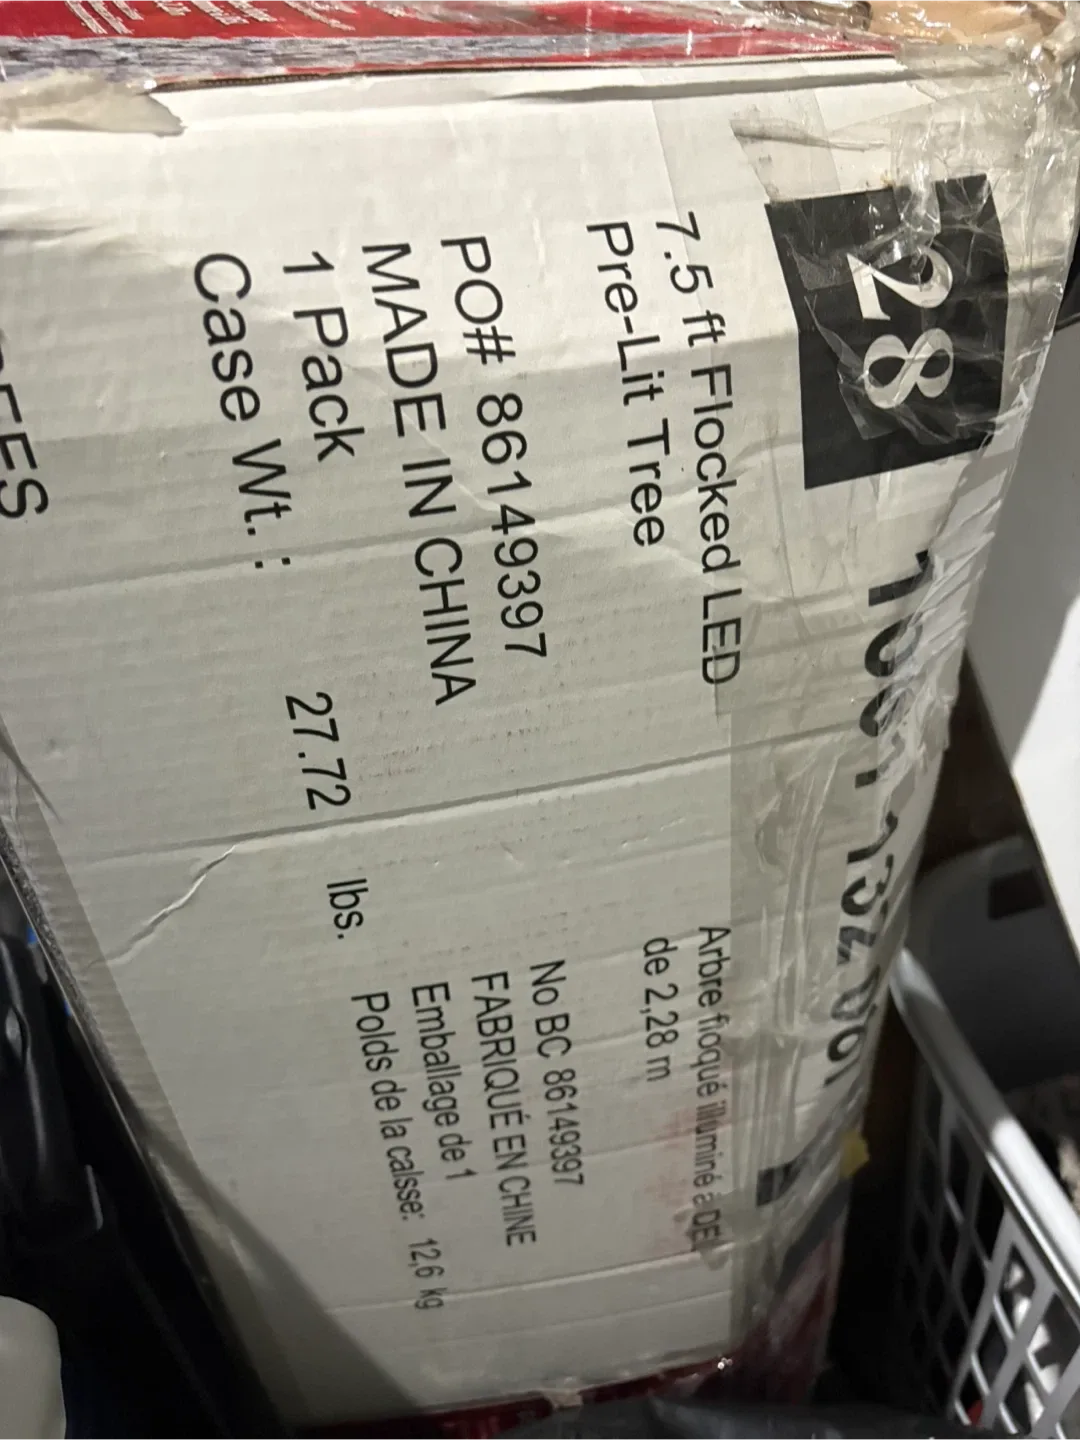 28
7.5 ft Flocked LED
Pre-Lit Tree
PO# 86149397
MADE IN CHINA
1 Pack
Case Wt. : 27.72 lbs.
Arbre floqué illuminé à DEL
de 2,28 m
No BC 86149397
FABRIQUÉ EN CHINE
Emballage de 1
Poids de la caisse: 12,6 kg